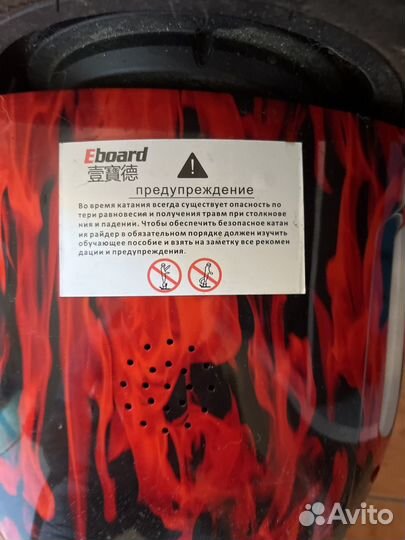 Eboard
壹寶德
предупреждение
Во время катания всегда существует опасность по
тери равновесия и получения травм при столкнове
ния и падении. Чтобы обеспечить безопасное катан
ия райдер в обязательном порядке должен изучить
обучающее пособие и взять на заметку все рекомен
дации и предупреждения.
Avito